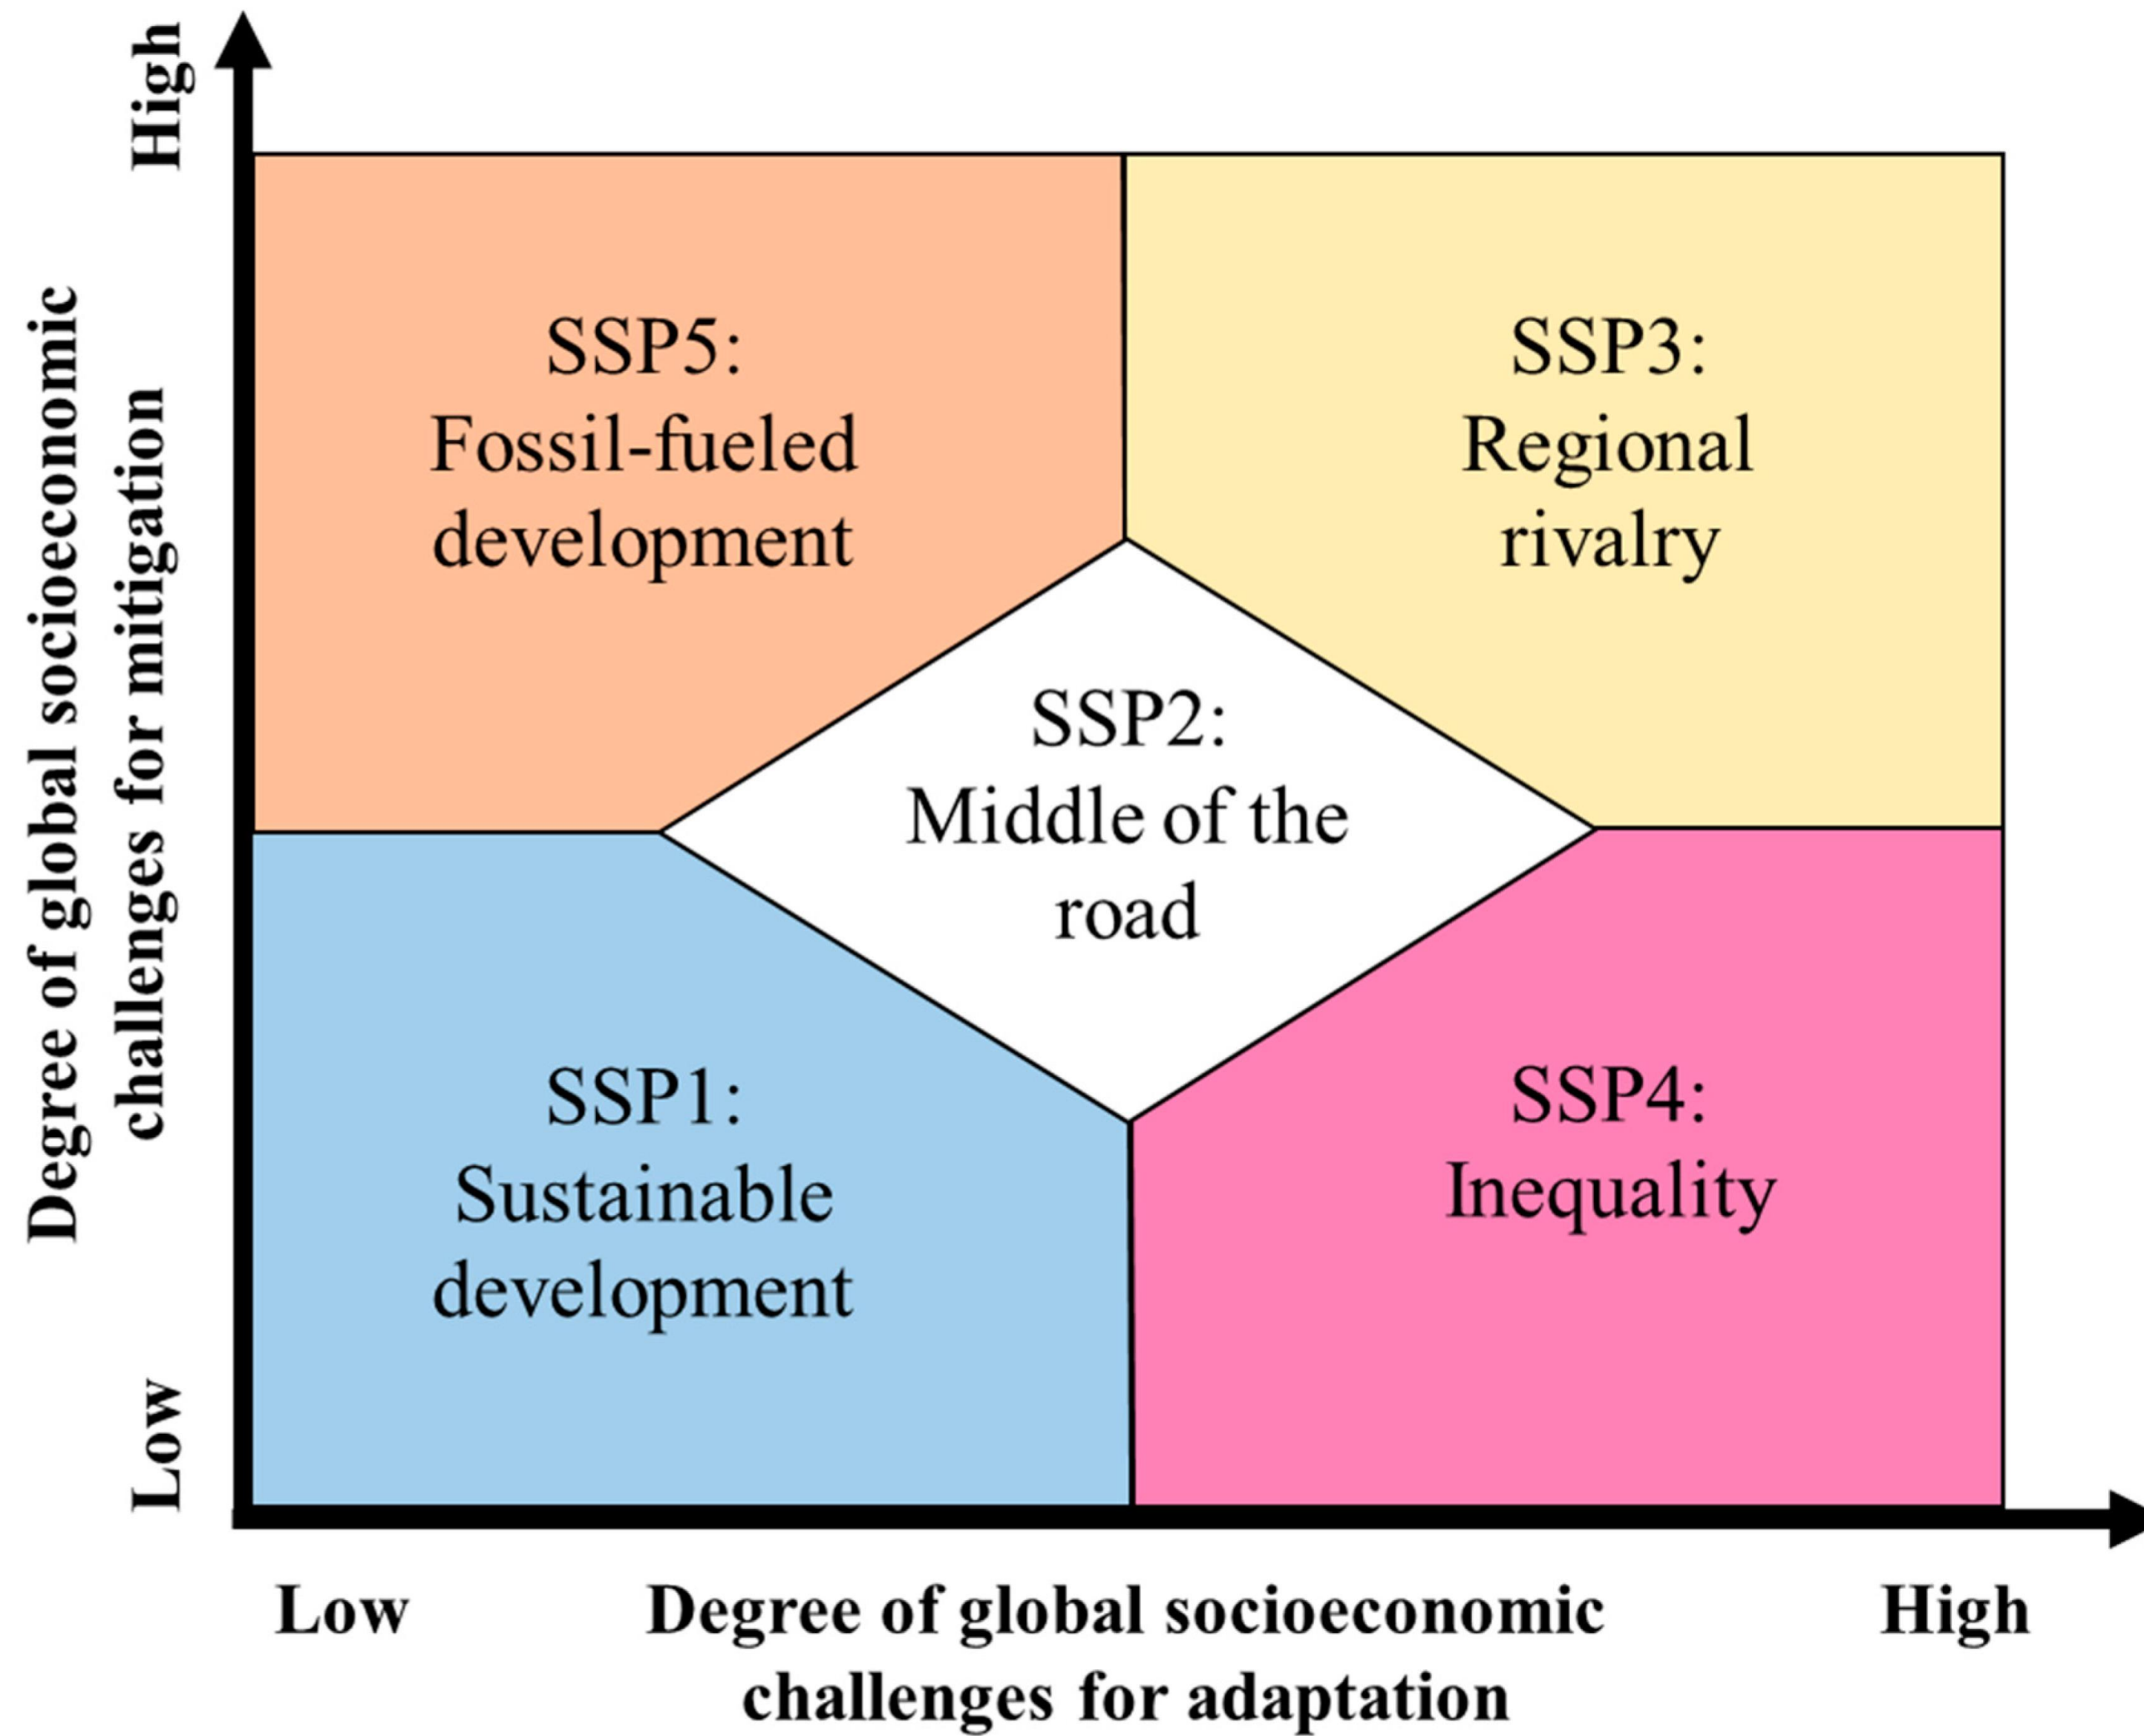 High
Degree of global socioeconomic
challenges for mitigation
Low
SSP5:
Fossil-fueled
development
SSP3:
Regional
rivalry
SSP2:
Middle of the
road
SSP1:
Sustainable
development
SSP4:
Inequality
Low
Degree of global socioeconomic
challenges for adaptation
High